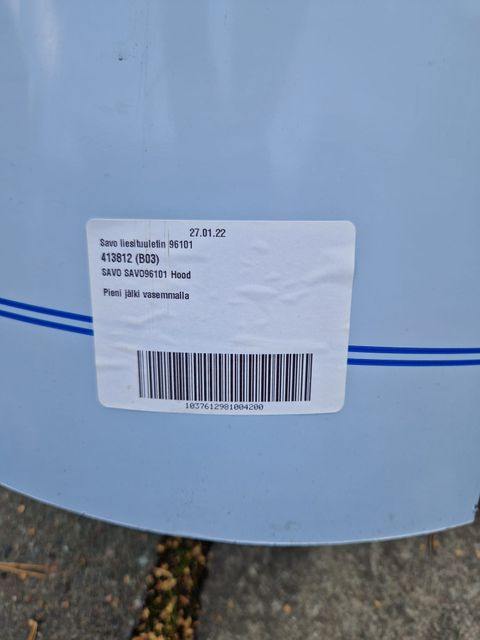 27.01.22
Savo liesituuletin 96101
413812 (B03)
SAVO SAVO96101 Hood
Pieni jälki vasemmalla
1037612981004200